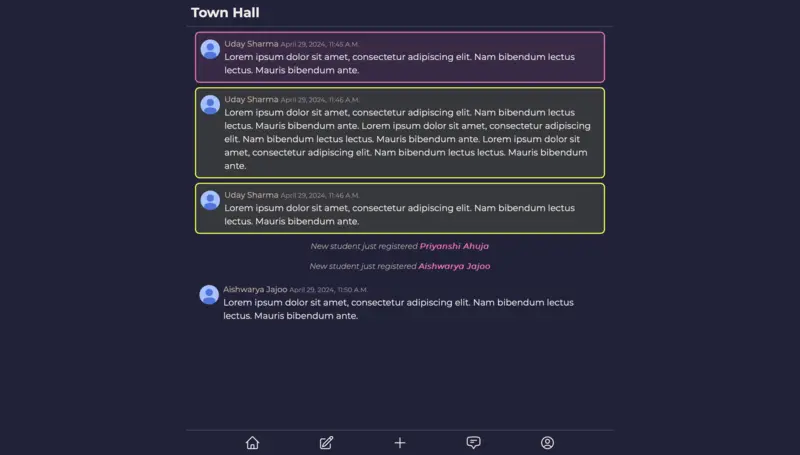 Town Hall
Uday Sharma April 29, 2024, 11:45 A.M.
Lorem ipsum dolor sit amet, consectetur adipiscing elit. Nam bibendum lectus
lectus. Mauris bibendum ante.
Uday Sharma April 29, 2024, 11:46 A.M.
Lorem ipsum dolor sit amet, consectetur adipiscing elit. Nam bibendum lectus
lectus. Mauris bibendum ante. Lorem ipsum dolor sit amet, consectetur adipiscing
elit. Nam bibendum lectus lectus. Mauris bibendum ante. Lorem ipsum dolor sit
amet, consectetur adipiscing elit. Nam bibendum lectus lectus. Mauris bibendum
ante.
Uday Sharma April 29, 2024, 11:46 A.M.
Lorem ipsum dolor sit amet, consectetur adipiscing elit. Nam bibendum lectus
lectus. Mauris bibendum ante.
New student just registered Priyanshi Ahuja
New student just registered Aishwarya Jajoo
Aishwarya Jajoo April 29, 2024, 11:50 A.M.
Lorem ipsum dolor sit amet, consectetur adipiscing elit. Nam bibendum lectus
lectus. Mauris bibendum ante.